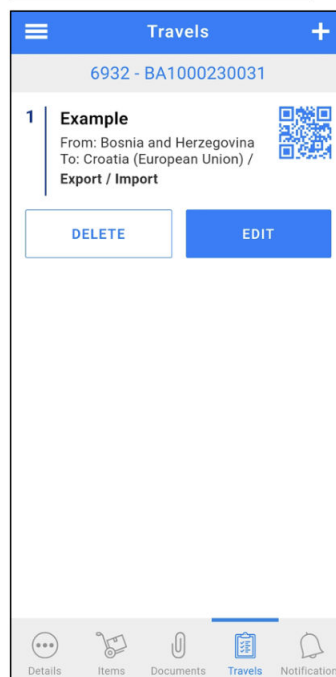 Travels
6932 - BA1000230031
1
Example
From: Bosnia and Herzegovina
To: Croatia (European Union) /
Export / Import
DELETE
EDIT
Details
Items
Documents
Travels
Notification